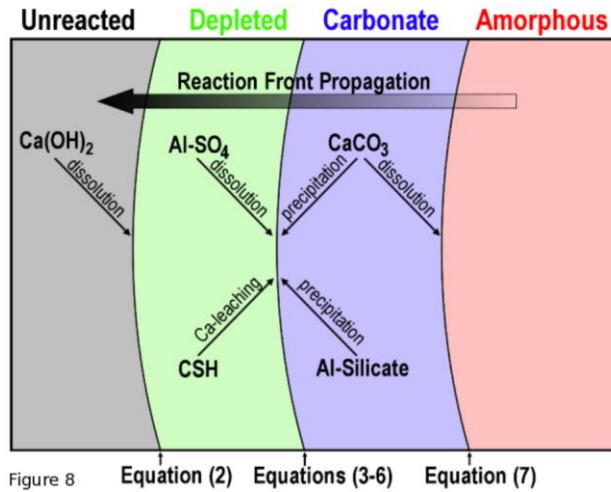 Unreacted Depleted Carbonate Amorphous
Reaction Front Propagation
Ca(OH)₂ Al-SO₄ CaCO₃
dissolution dissolution precipitation dissolution
Ca-leaching precipitation
CSH Al-Silicate
Figure 8 Equation (2) Equations (3-6) Equation (7)